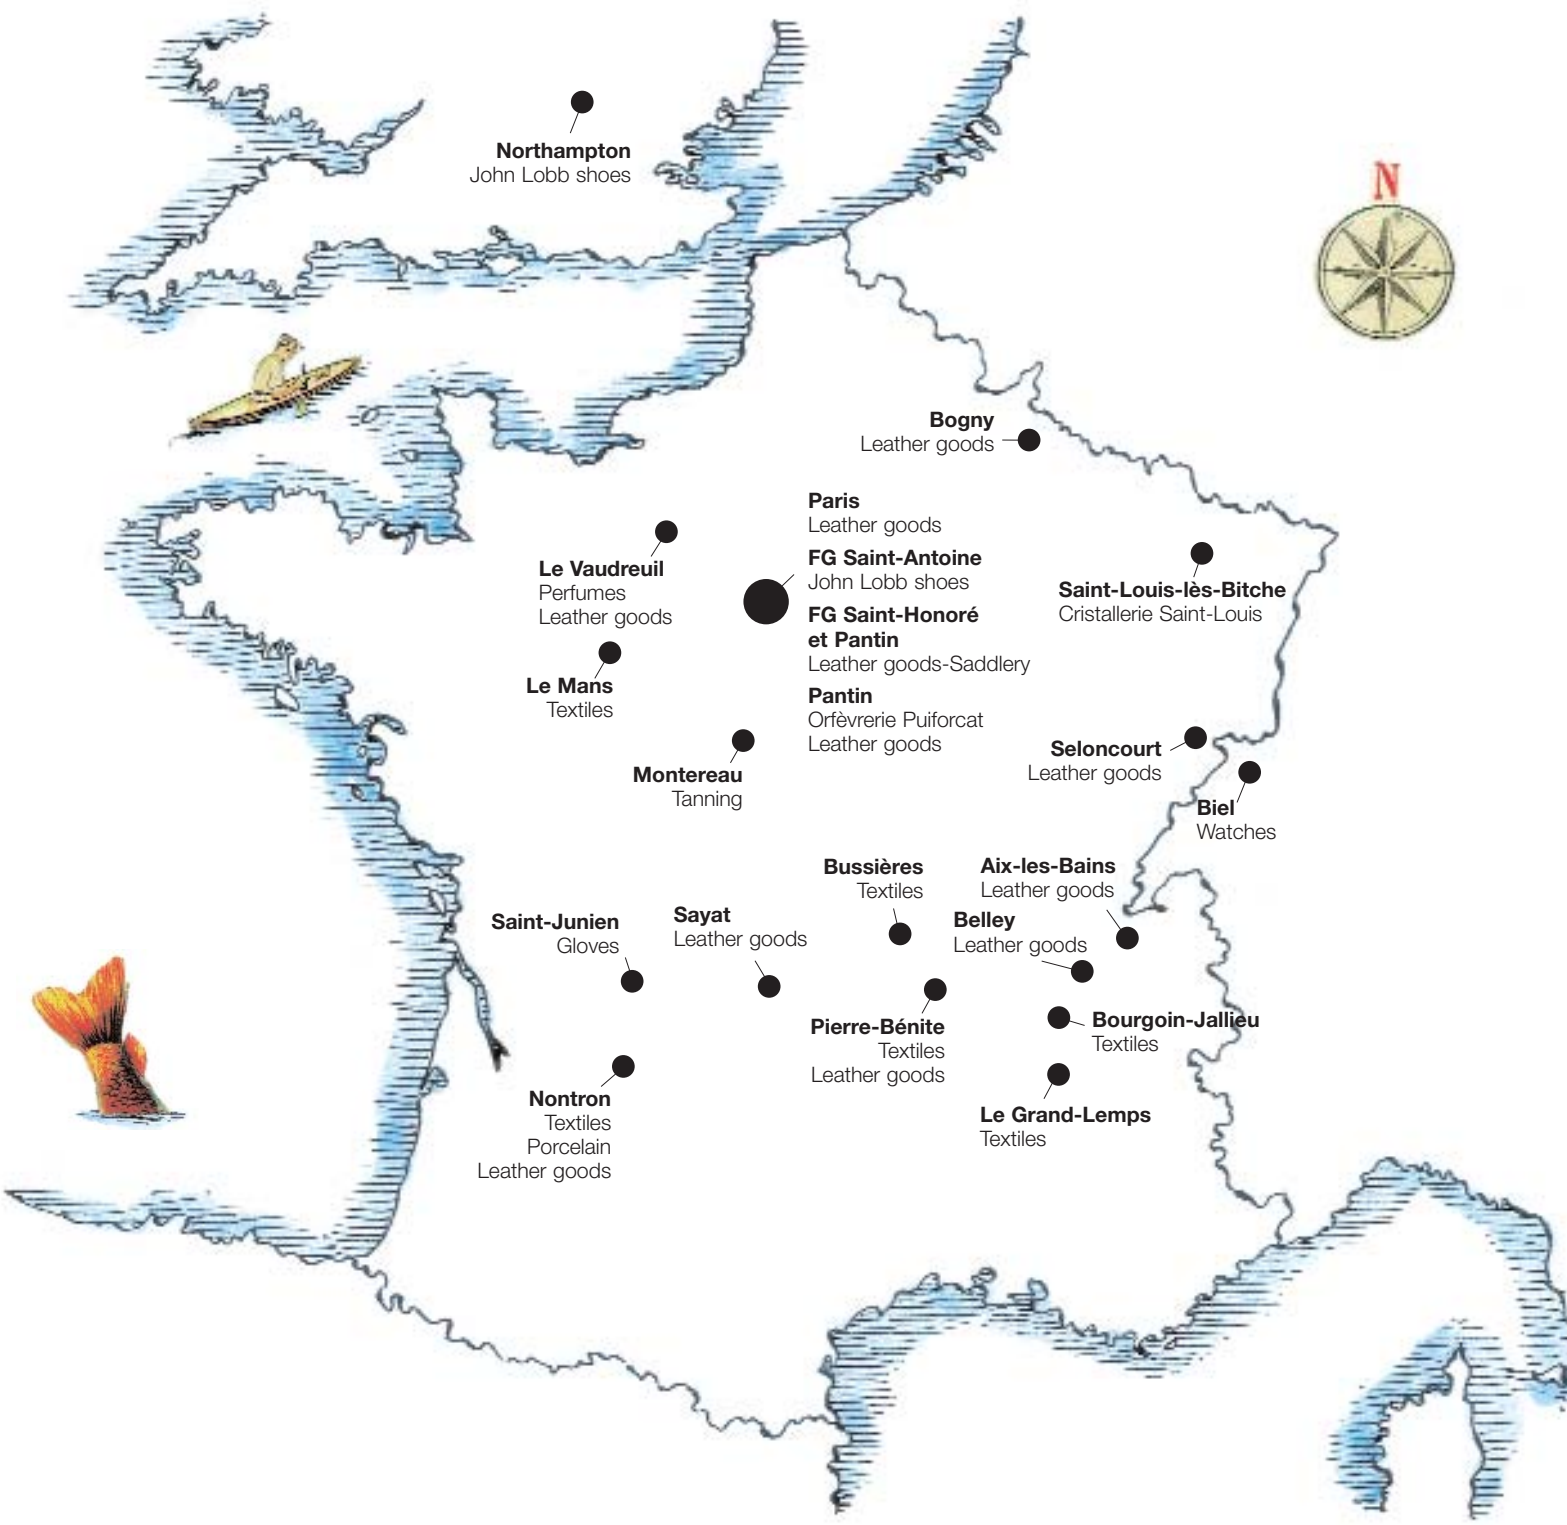 Northampton
John Lobb shoes
N
Bogny
Leather goods
Paris
Leather goods
FG Saint-Antoine
John Lobb shoes
FG Saint-Honoré
et Pantin
Leather goods-Saddlery
Pantin
Orfèvrerie Puiforcat
Leather goods
Le Vaudreuil
Perfumes
Leather goods
Saint-Louis-lès-Bitche
Cristallerie Saint-Louis
Le Mans
Textiles
Montereau
Tanning
Seloncourt
Leather goods
Biel
Watches
Bussières
Textiles
Aix-les-Bains
Leather goods
Saint-Junien
Gloves
Sayat
Leather goods
Belley
Leather goods
Pierre-Bénite
Textiles
Leather goods
Bourgoin-Jallieu
Textiles
Nontron
Textiles
Porcelain
Leather goods
Le Grand-Lemps
Textiles